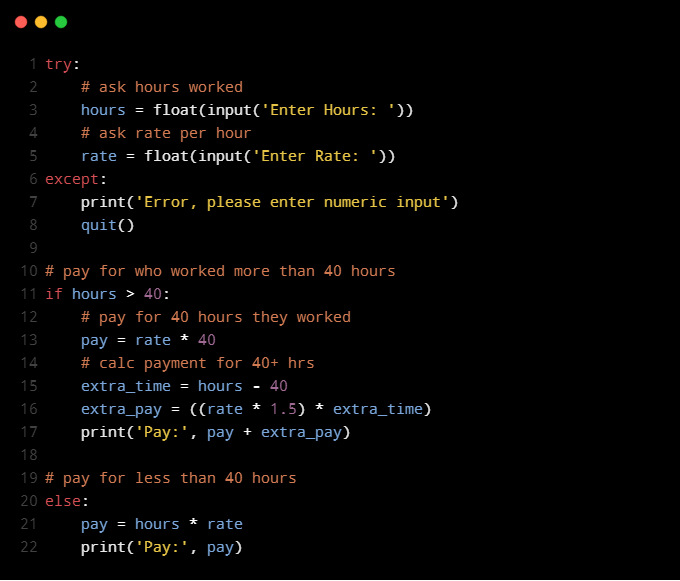 1 try:
2     # ask hours worked
3     hours = float(input('Enter Hours: '))
4     # ask rate per hour
5     rate = float(input('Enter Rate: '))
6 except:
7     print('Error, please enter numeric input')
8     quit()
9
10 # pay for who worked more than 40 hours
11 if hours > 40:
12     # pay for 40 hours they worked
13     pay = rate * 40
14     # calc payment for 40+ hrs
15     extra_time = hours - 40
16     extra_pay = ((rate * 1.5) * extra_time)
17     print('Pay:', pay + extra_pay)
18
19 # pay for less than 40 hours
20 else:
21     pay = hours * rate
22     print('Pay:', pay)